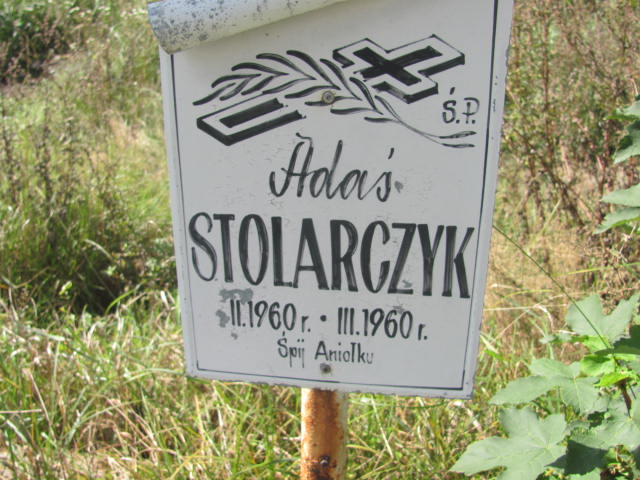 Ś.P.
Adaś
STOLARCZYK
II.1960 r. • III.1960 r.
Śpij Aniołku